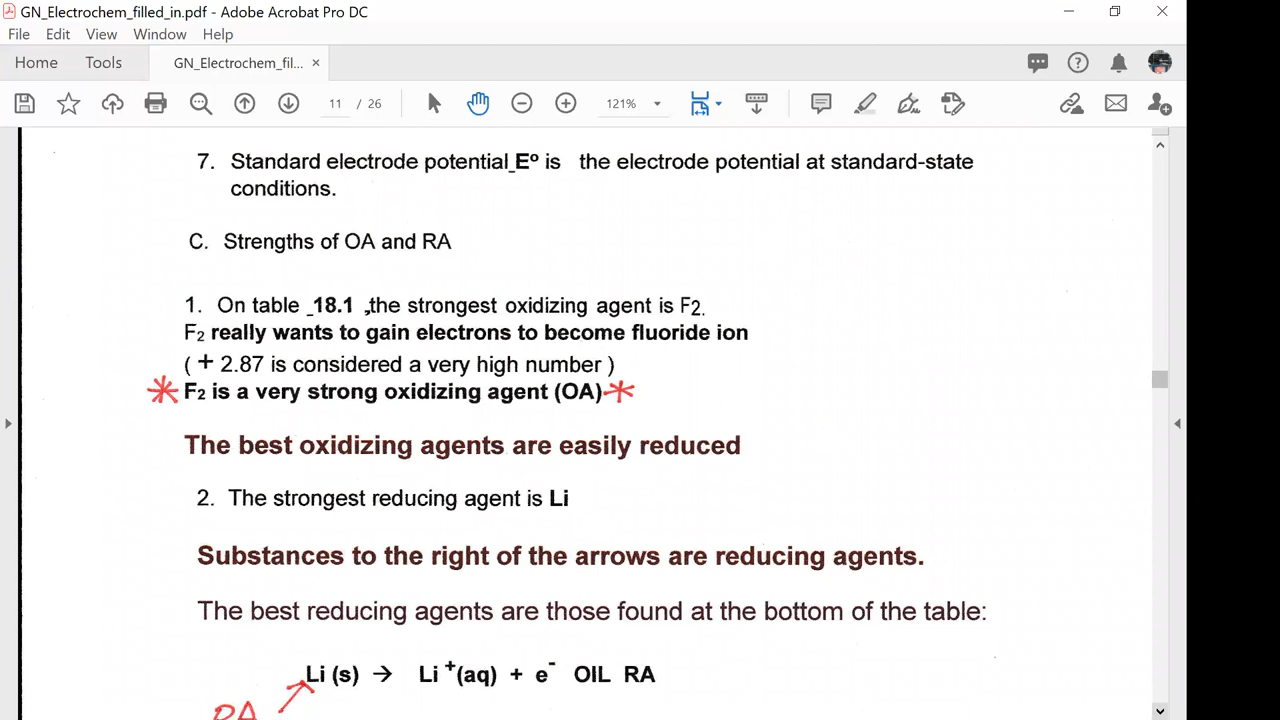 GN_Electrochem_filled_in.pdf - Adobe Acrobat Pro DC
File Edit View Window Help
Home Tools GN_Electrochem_fil... ×
11 / 26 121%
7. Standard electrode potential_Eº is the electrode potential at standard-state
conditions.
C. Strengths of OA and RA
1. On table _18.1 ,the strongest oxidizing agent is F2.
F2 really wants to gain electrons to become fluoride ion
( + 2.87 is considered a very high number )
* F2 is a very strong oxidizing agent (OA) *
The best oxidizing agents are easily reduced
2. The strongest reducing agent is Li
Substances to the right of the arrows are reducing agents.
The best reducing agents are those found at the bottom of the table:
Li (s) → Li +(aq) + e- OIL RA
RA